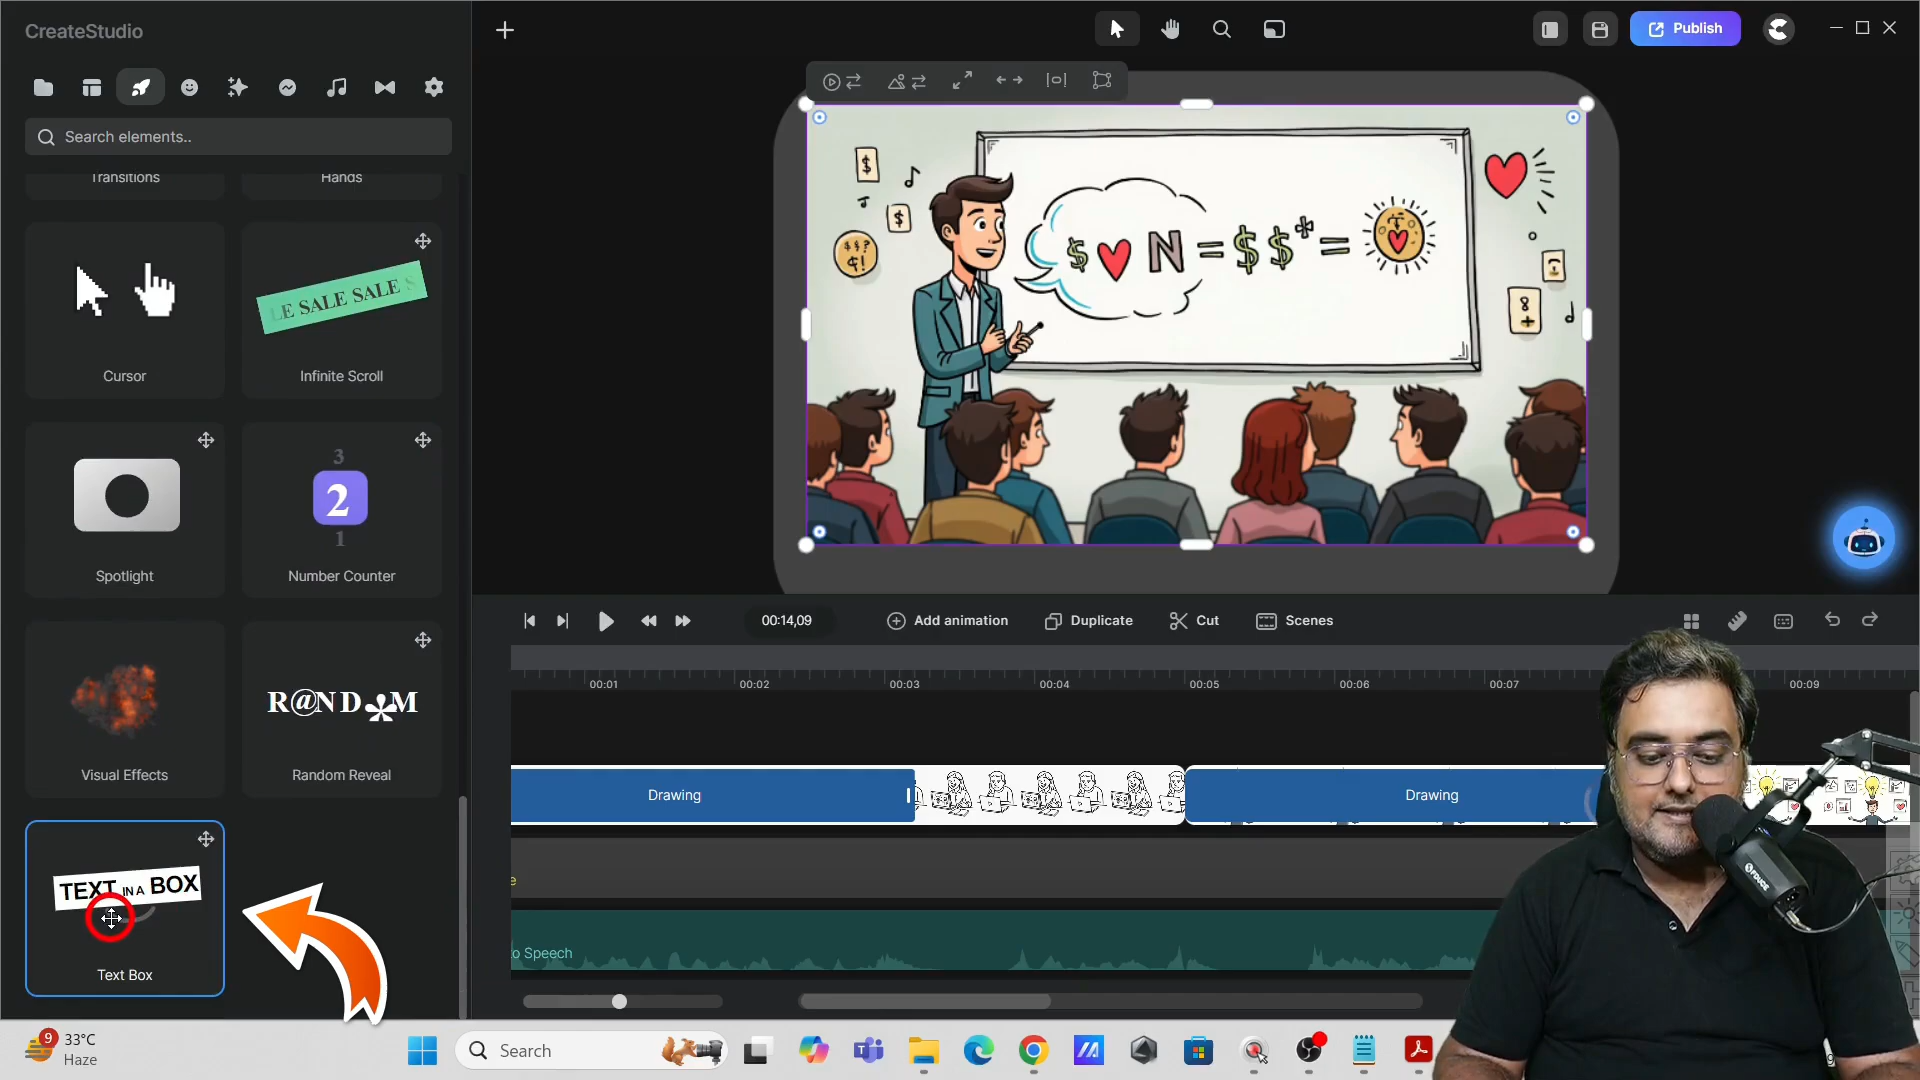 CreateStudio
Publish
Search elements..
Transitions
Hands
LE SALE SALE S
Cursor
Infinite Scroll
3
2
1
Spotlight
Number Counter
R@ND*M
Visual Effects
Random Reveal
TEXT IN A BOX
Text Box
$ N = $$* =
00:14,09
Add animation
Duplicate
Cut
Scenes
00:01
00:02
00:03
00:04
00:05
00:06
00:07
00:09
Drawing
Drawing
e
o Speech
9
33°C
Haze
Search